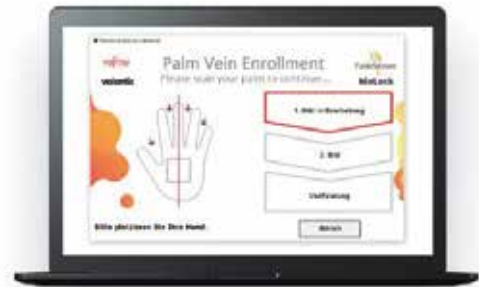 FUJITSU
Palm Vein Enrollment
Please scan your palm to continue...
valantic
bioLock
1. Bild in Bearbeitung
2. Bild
Verifizierung
Bitte platzieren Sie Ihre Hand.